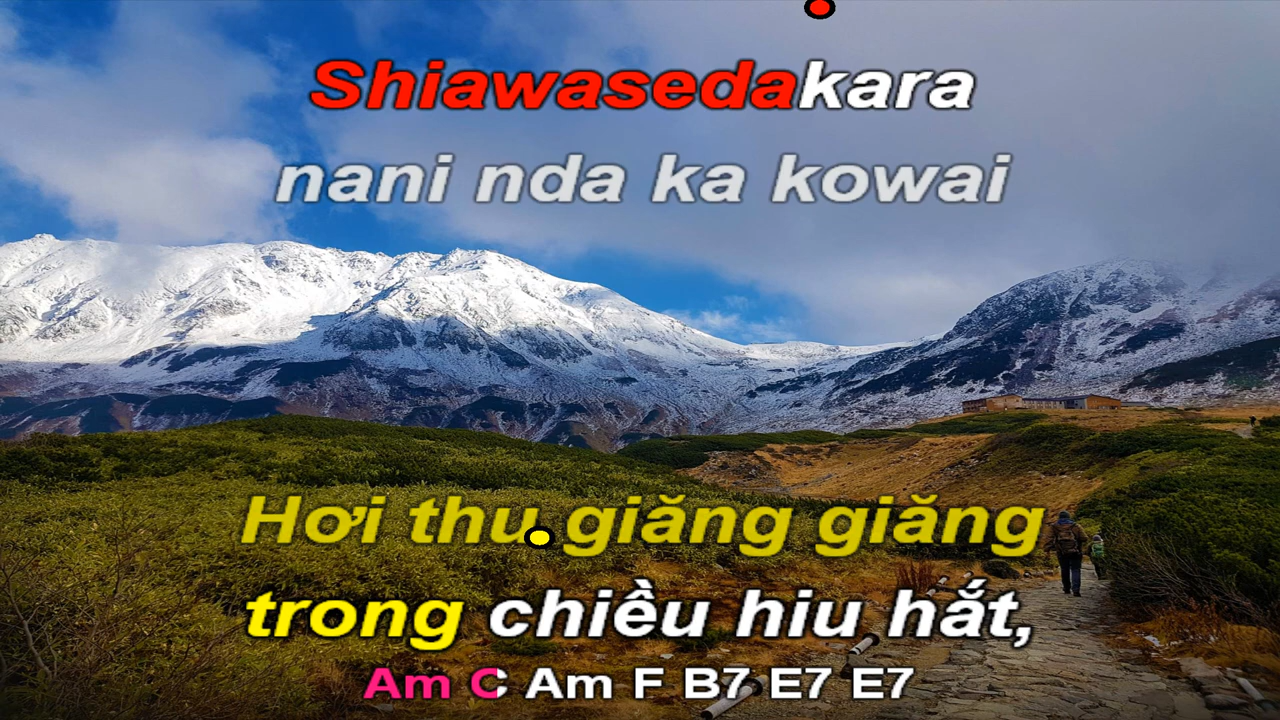 Shiawasedakara
nani nda ka kowai
Hơi thu giăng giăng
trong chiều hiu hắt,
Am C Am F B7 E7 E7